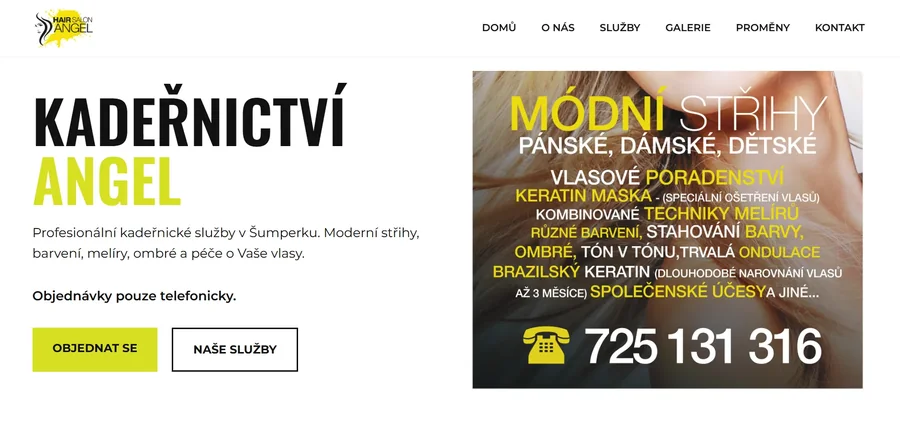 HAIR SALON
ANGEL
DOMŮ O NÁS SLUŽBY GALERIE PROMĚNY KONTAKT
KADEŘNICTVÍ
ANGEL
Profesionální kadeřnické služby v Šumperku. Moderní střihy,
barvení, melíry, ombré a péče o Vaše vlasy.
Objednávky pouze telefonicky.
OBJEDNAT SE NAŠE SLUŽBY
MÓDNÍ STŘIHY
PÁNSKÉ, DÁMSKÉ, DĚTSKÉ
VLASOVÉ PORADENSTVÍ
KERATIN MASKA - (SPECIÁLNÍ OŠETŘENÍ VLASŮ)
KOMBINOVANÉ TECHNIKY MELÍRŮ
RŮZNÉ BARVENÍ, STAHOVÁNÍ BARVY,
OMBRÉ, TÓN V TÓNU,TRVALÁ ONDULACE
BRAZILSKÝ KERATIN (DLOUHODOBÉ NAROVNÁNÍ VLASŮ
AŽ 3 MĚSÍCE) SPOLEČENSKÉ ÚČESYA JINÉ...
725 131 316